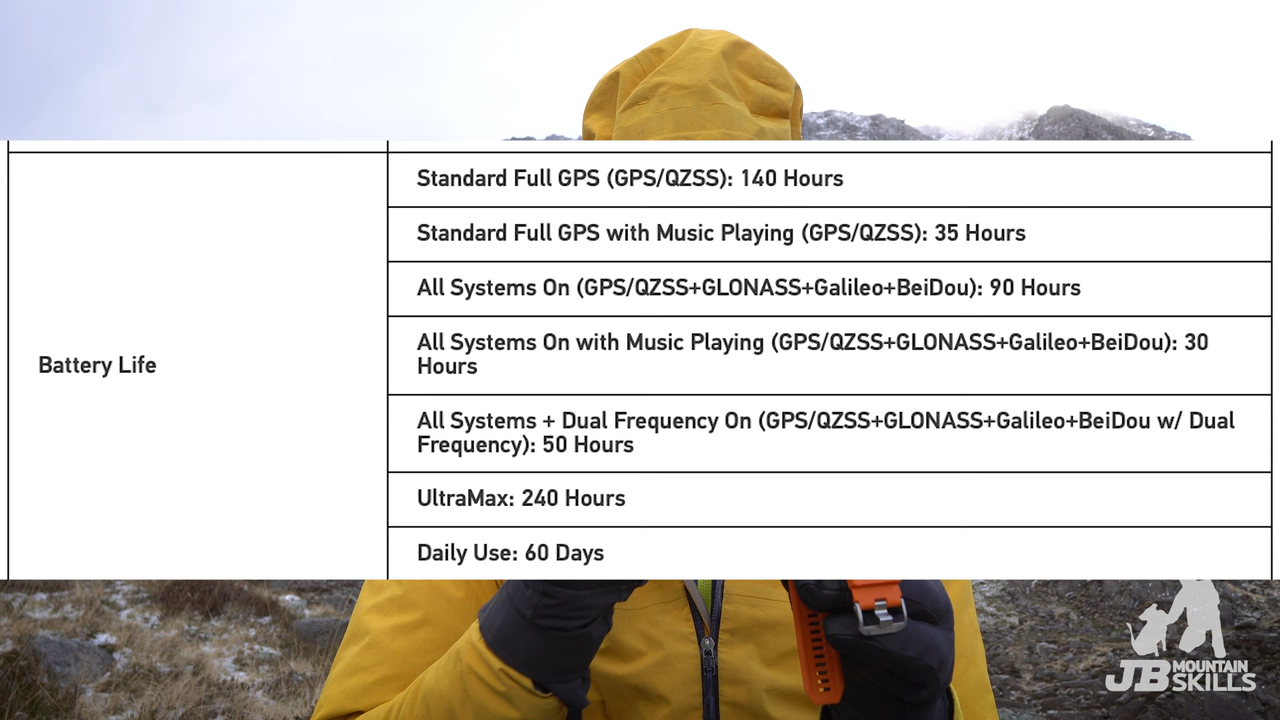 Standard Full GPS (GPS/QZSS): 140 Hours
Standard Full GPS with Music Playing (GPS/QZSS): 35 Hours
All Systems On (GPS/QZSS+GLONASS+Galileo+BeiDou): 90 Hours
Battery Life
All Systems On with Music Playing (GPS/QZSS+GLONASS+Galileo+BeiDou): 30
Hours
All Systems + Dual Frequency On (GPS/QZSS+GLONASS+Galileo+BeiDou w/ Dual
Frequency): 50 Hours
UltraMax: 240 Hours
Daily Use: 60 Days
JB MOUNTAIN
SKILLS